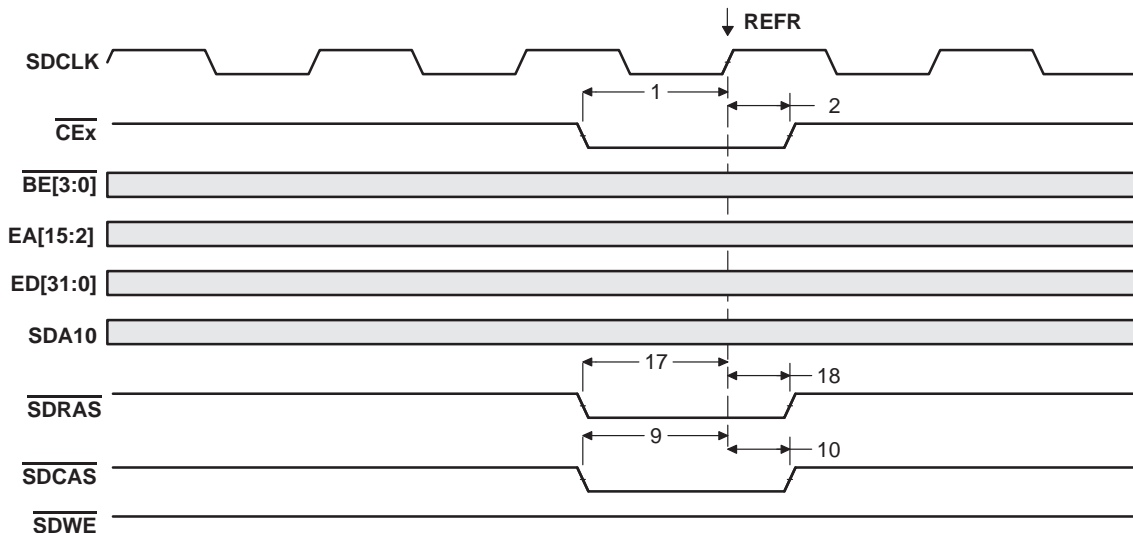 REFR
SDCLK
1
2
CEx
BE[3:0]
EA[15:2]
ED[31:0]
SDA10
17
18
SDRAS
9
10
SDCAS
SDWE